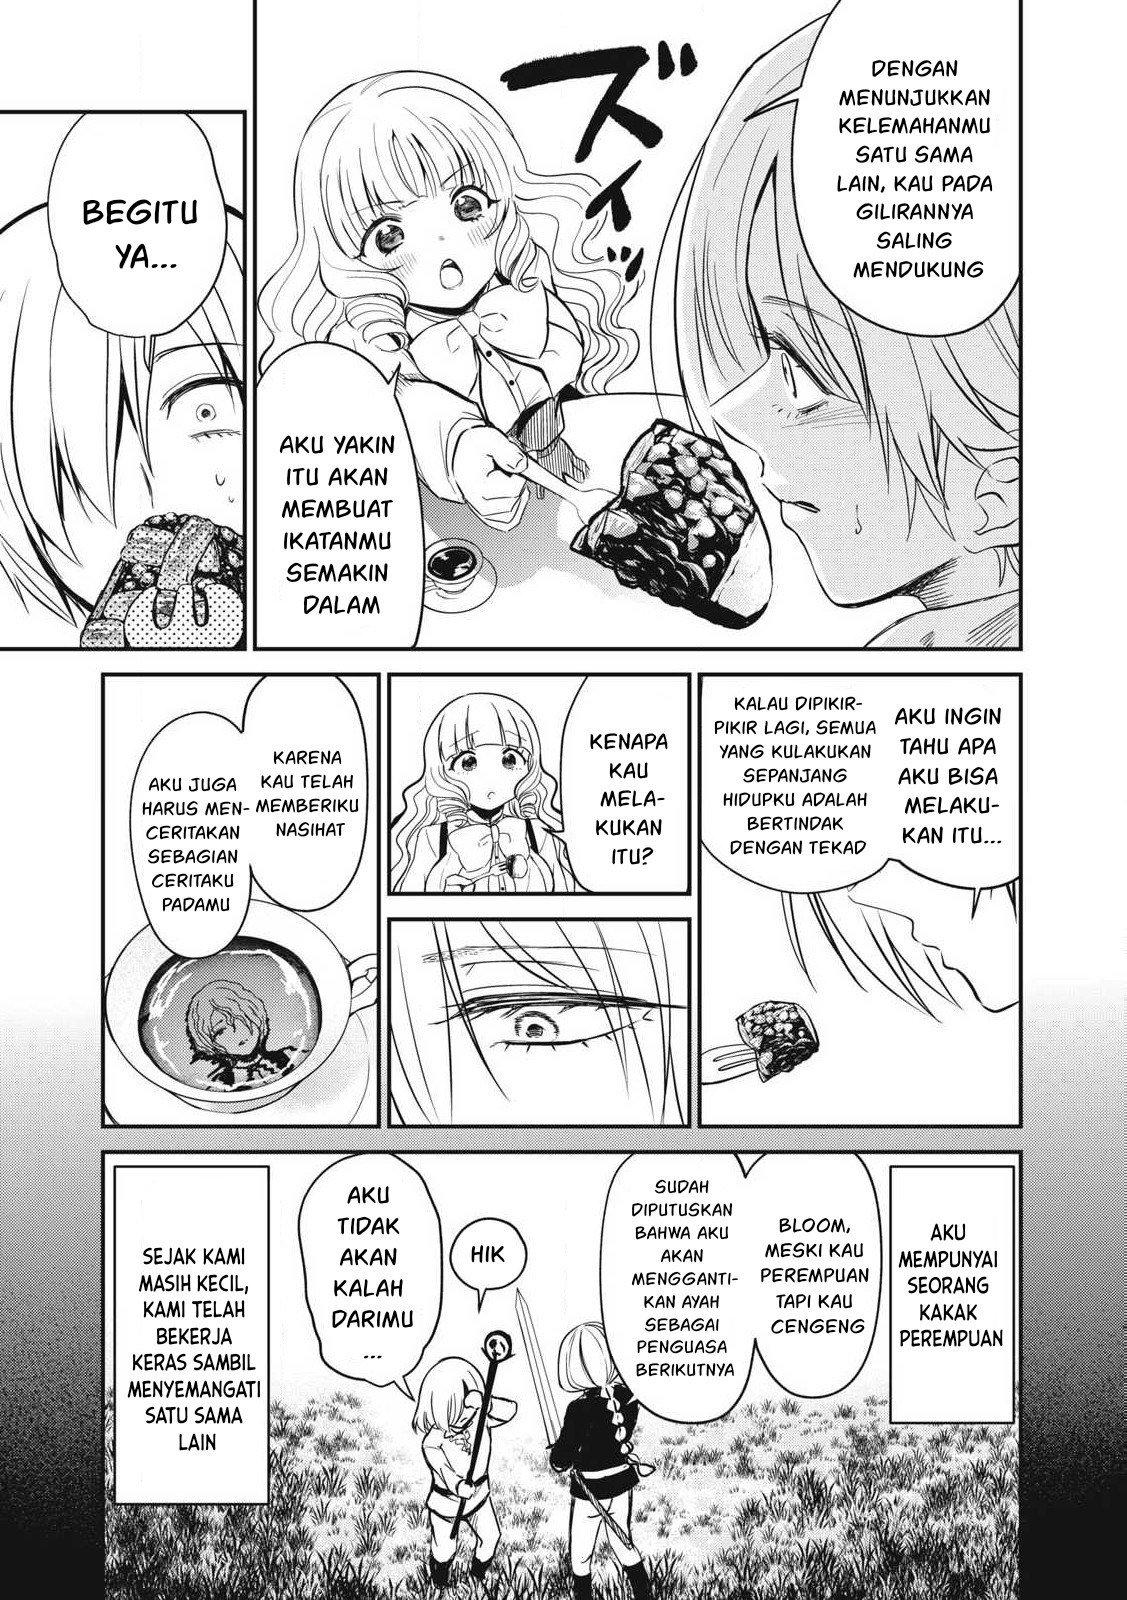 DENGAN
MENUNJUKKAN
KELEMAHANMU
SATU SAMA
LAIN, KAU PADA
GILIRANNYA
SALING
MENDUKUNG
ズイッ
AKU YAKIN
ITU AKAN
MEMBUAT
IKATANMU
SEMAKIN
DALAM
BEGITU
YA...
AKU INGIN
TAHU APA
AKU BISA
MELAKU-
KAN ITU...
KALAU DIPIKIR-
PIKIR LAGI, SEMUA
YANG KULAKUKAN
SEPANJANG
HIDUPKU ADALAH
BERTINDAK
DENGAN TEKAD
KENAPA
KAU
MELA-
KUKAN
ITU?
KARENA
KAU TELAH
MEMBERIKU
NASIHAT
AKU JUGA
HARUS MEN-
CERITAKAN
SEBAGIAN
CERITAKU
PADAMU
AKU
MEMPUNYAI
SEORANG
KAKAK
PEREMPUAN
BLOOM,
MESKI KAU
PEREMPUAN
TAPI KAU
CENGENG
SUDAH
DIPUTUSKAN
BAHWA AKU
AKAN
MENGGANTI-
KAN AYAH
SEBAGAI
PENGUASA
BERIKUTNYA
HIK
AKU
TIDAK
AKAN
KALAH
DARIMU
...
SEJAK KAMI
MASIH KECIL,
KAMI TELAH
BEKERJA
KERAS SAMBIL
MENYEMANGATI
SATU SAMA
LAIN